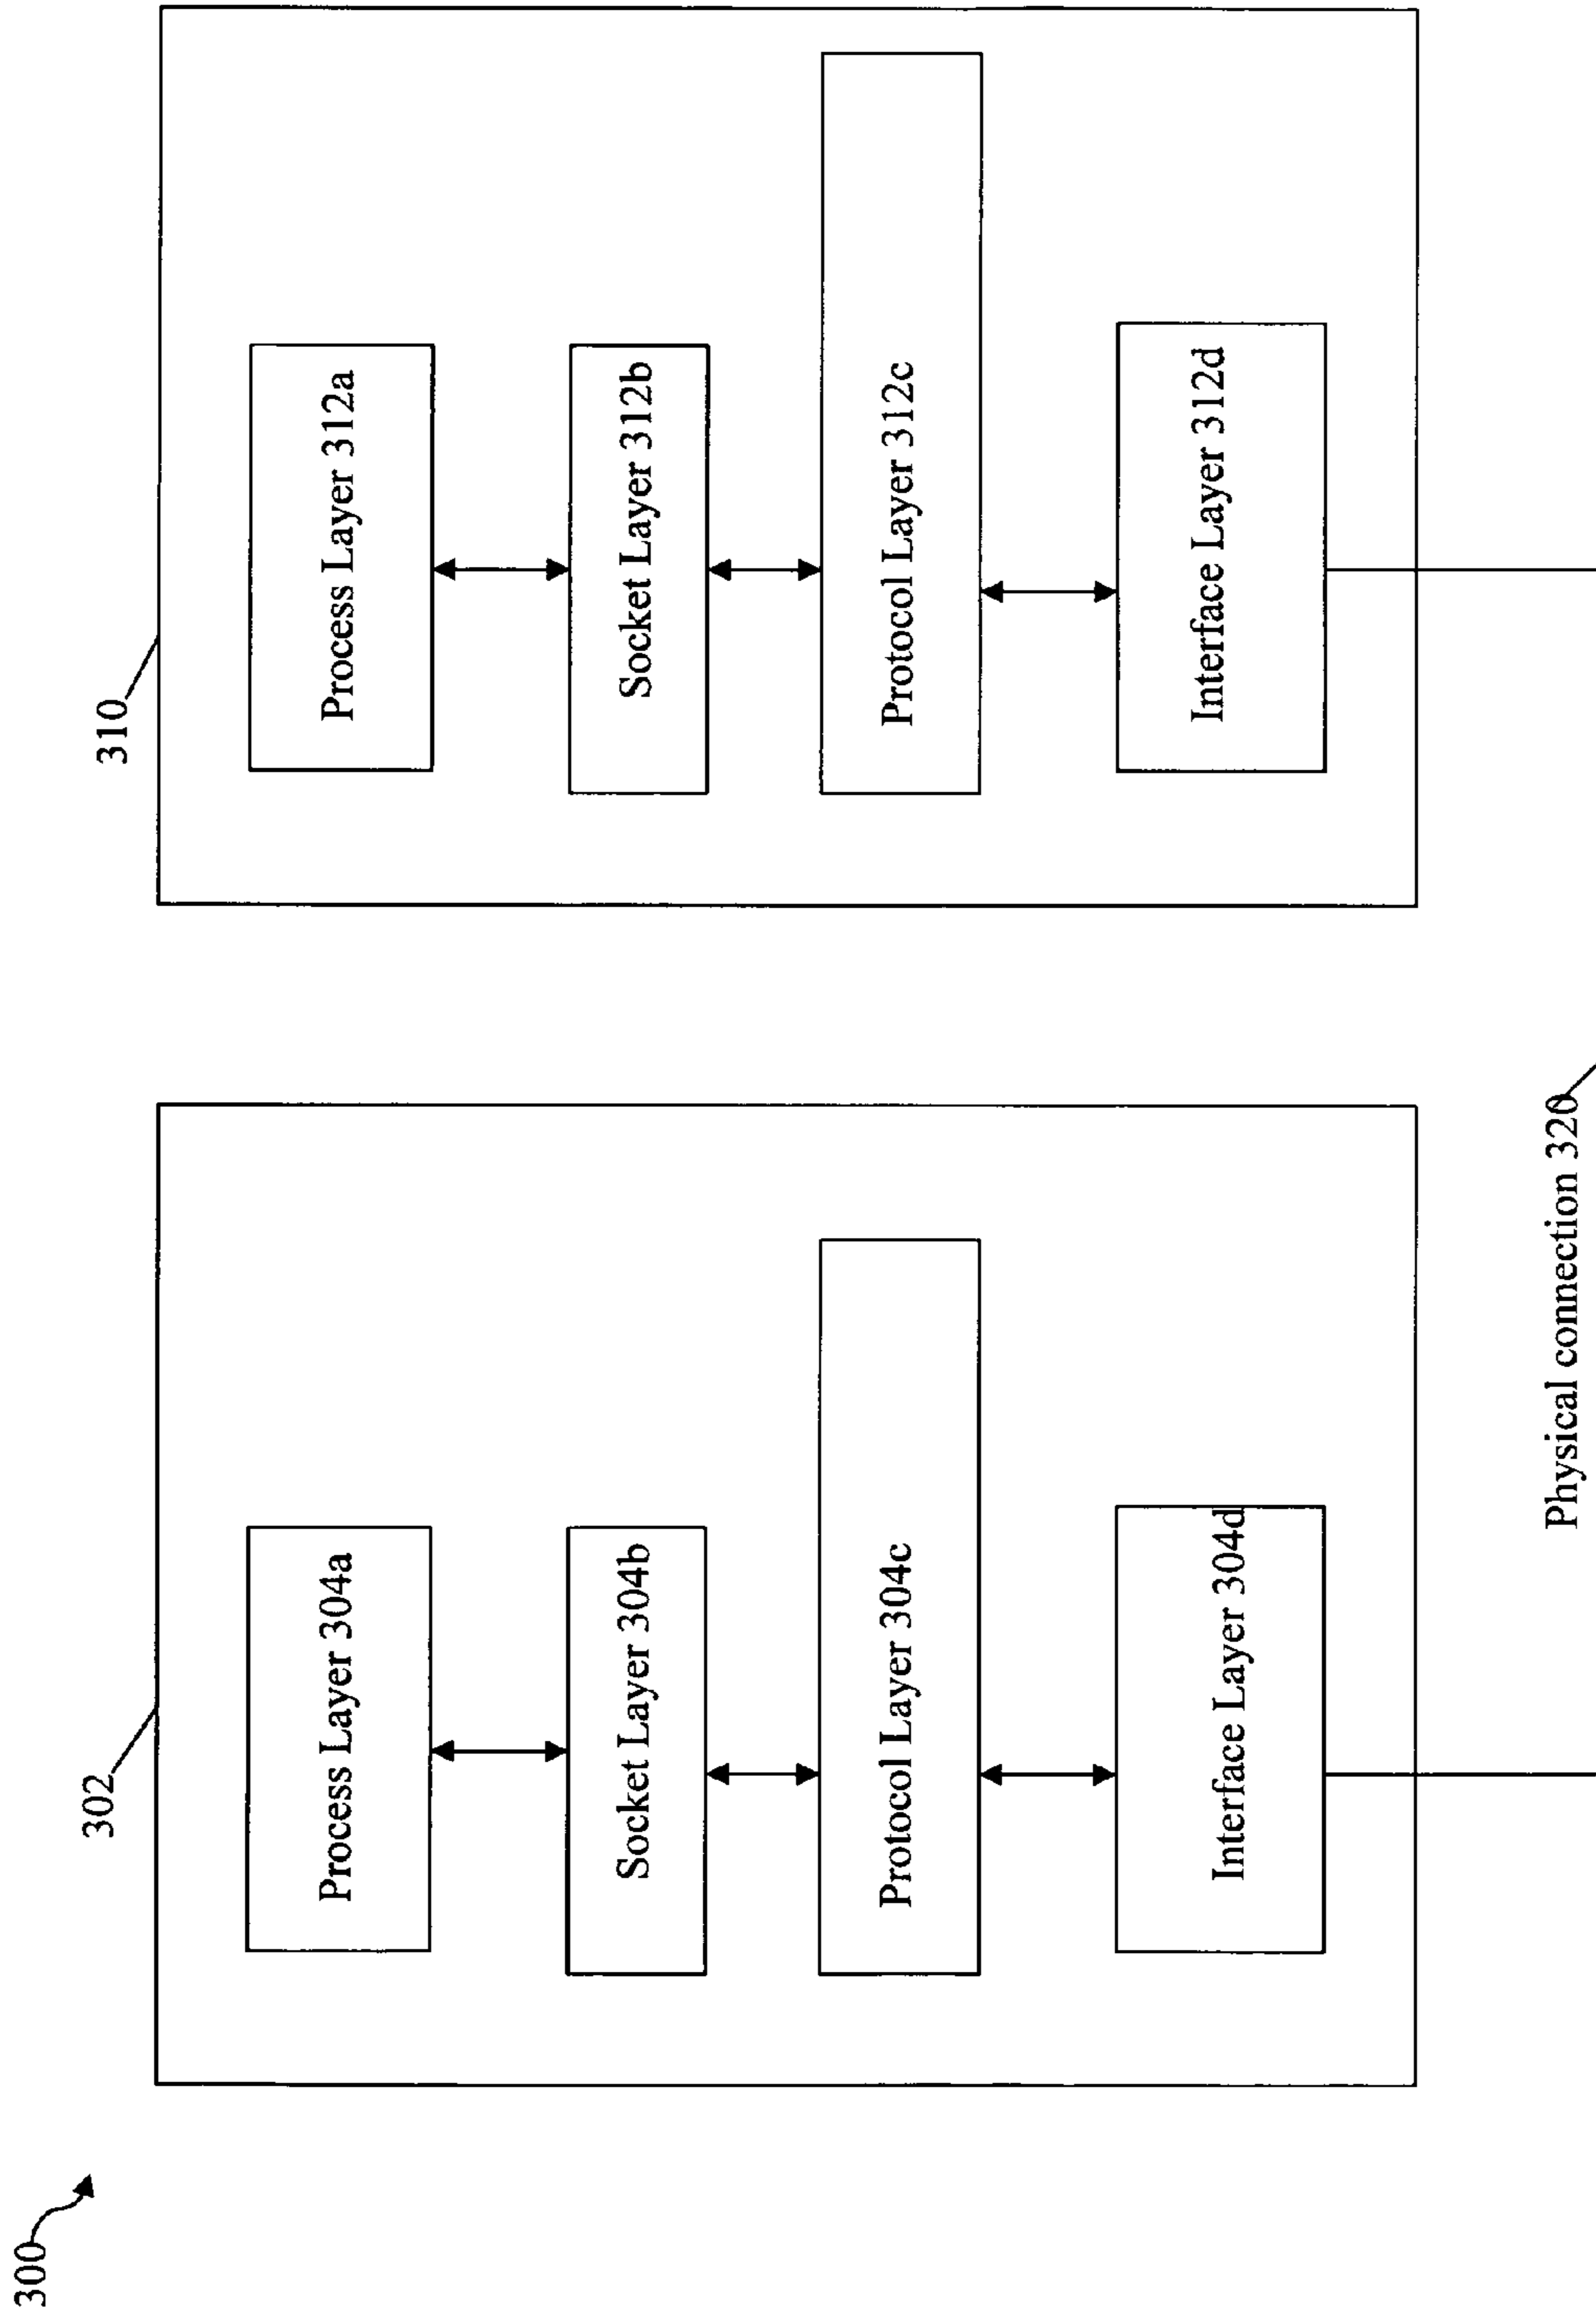 300
302
Process Layer 304a
Socket Layer 304b
Protocol Layer 304c
Interface Layer 304d
310
Process Layer 312a
Socket Layer 312b
Protocol Layer 312c
Interface Layer 312d
Physical connection 320